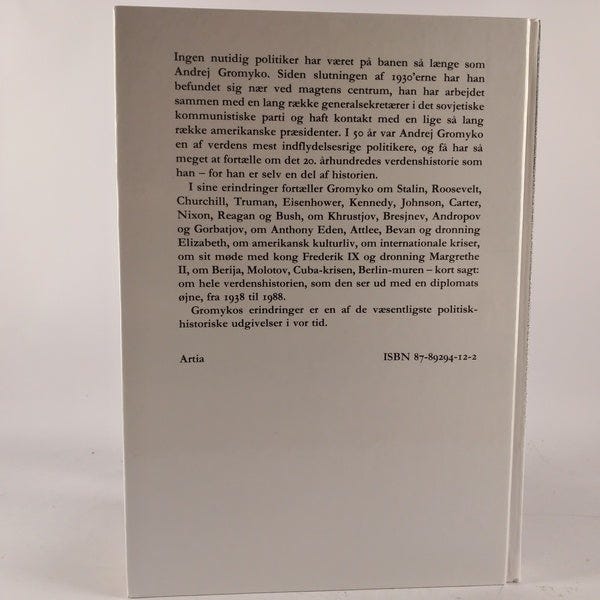 Ingen nutidig politiker har været på banen så længe som
Andrej Gromyko. Siden slutningen af 1930'erne har han
befundet sig nær ved magtens centrum, han har arbejdet
sammen med en lang række generalsekretærer i det sovjetiske
kommunistiske parti og haft kontakt med en lige så lang
række amerikanske præsidenter. I 50 år var Andrej Gromyko
en af verdens mest indflydelsesrige politikere, og få har så
meget at fortælle om det 20. århundredes verdenshistorie som
han – for han er selv en del af historien.
I sine erindringer fortæller Gromyko om Stalin, Roosevelt,
Churchill, Truman, Eisenhower, Kennedy, Johnson, Carter,
Nixon, Reagan og Bush, om Khrustjov, Bresjnev, Andropov
og Gorbatjov, om Anthony Eden, Attlee, Bevan og dronning
Elizabeth, om amerikansk kulturliv, om internationale kriser,
om sit møde med kong Frederik IX og dronning Margrethe
II, om Berija, Molotov, Cuba-krisen, Berlin-muren – kort sagt:
om hele verdenshistorien, som den ser ud med en diplomats
øjne, fra 1938 til 1988.
Gromykos erindringer er en af de væsentligste politisk-
historiske udgivelser i vor tid.
Artia ISBN 87-89294-12-2